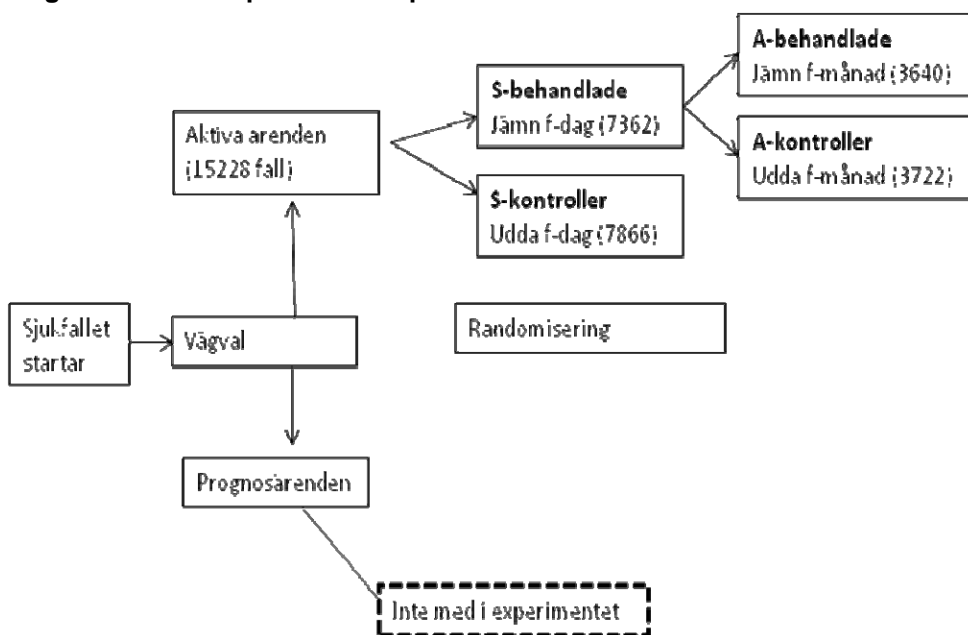 A-behandlade
Jämn f-månad (3640)
S-behandlade
Jämn f-dag (7362)
Aktiva arenden
(15228 fall)
A-kontroller
Udda f-månad (3722)
S-kontroller
Udda f-dag (7866)
Sjukfallet
startar
Vägval
Randomisering
Prognosärenden
Inte med i experimentet